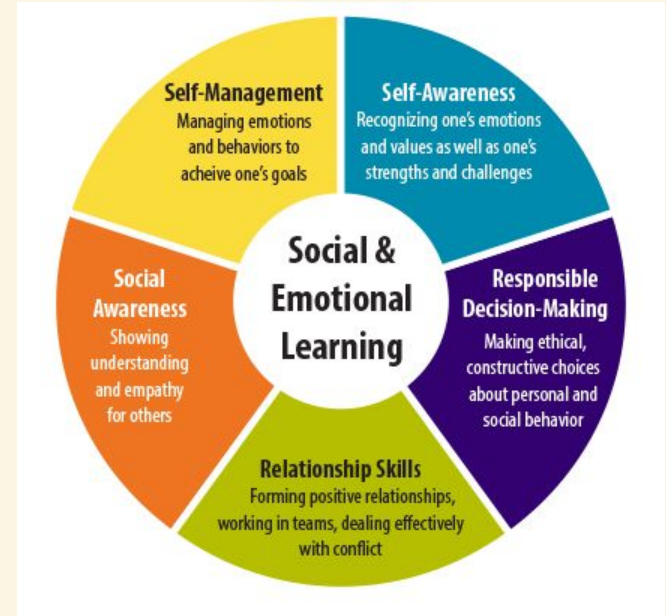 Self-Management
Managing emotions
and behaviors to
acheive one's goals
Self-Awareness
Recognizing one's emotions
and values as well as one's
strengths and challenges
Social &
Emotional
Learning
Social
Awareness
Showing
understanding
and empathy
for others
Responsible
Decision-Making
Making ethical,
constructive choices
about personal and
social behavior
Relationship Skills
Forming positive relationships,
working in teams, dealing effectively
with conflict